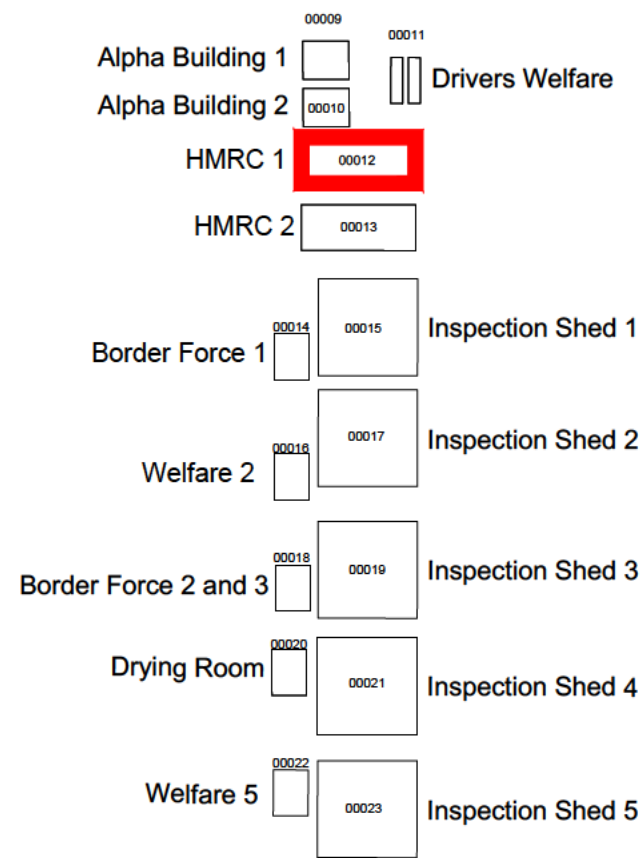 00009
00011
Alpha Building 1
Drivers Welfare
Alpha Building 2
00010
HMRC 1
00012
HMRC 2
00013
00014
00015
Inspection Shed 1
Border Force 1
00016
00017
Inspection Shed 2
Welfare 2
00018
00019
Inspection Shed 3
Border Force 2 and 3
00020
Drying Room
00021
Inspection Shed 4
00022
Welfare 5
00023
Inspection Shed 5